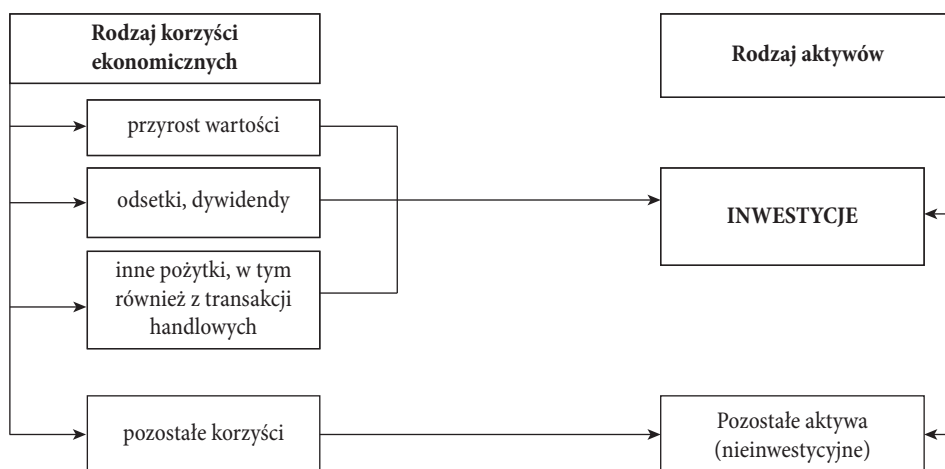 Rodzaj korzyści
ekonomicznych
Rodzaj aktywów
przyrost wartości
odsetki, dywidendy
INWESTYCJE
inne pożytki, w tym
również z transakcji
handlowych
pozostałe korzyści
Pozostałe aktywa
(nieinwestycyjne)